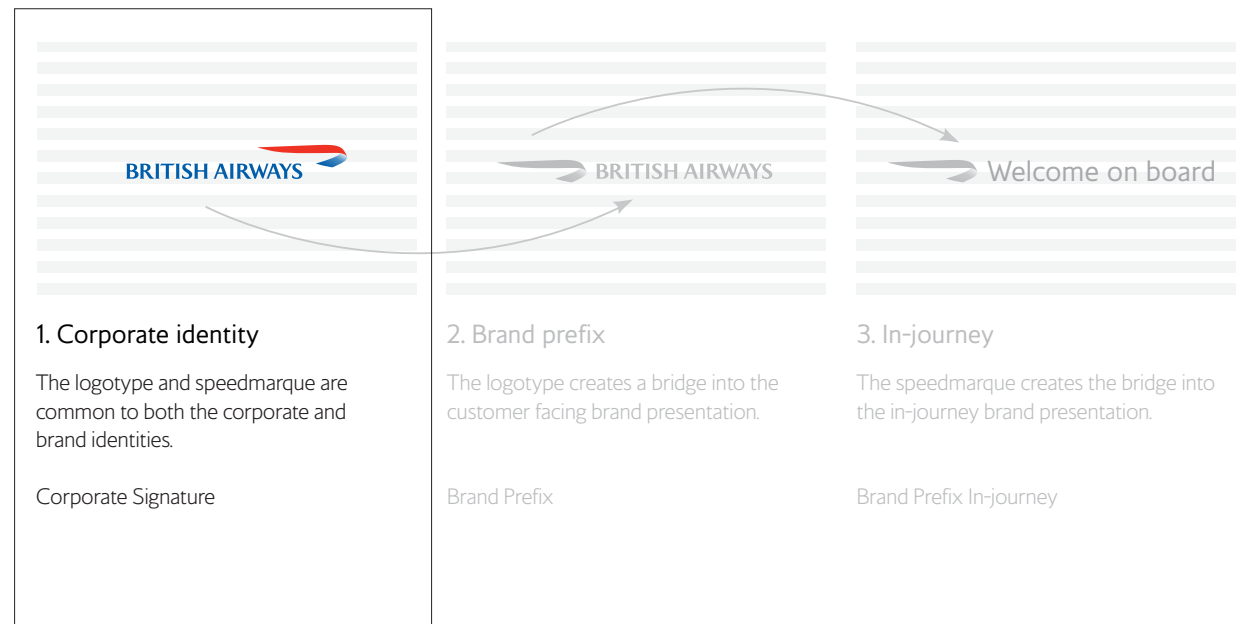 BRITISH AIRWAYS
BRITISH AIRWAYS
Welcome on board
1. Corporate identity
The logotype and speedmarque are
common to both the corporate and
brand identities.
Corporate Signature
2. Brand prefix
The logotype creates a bridge into the
customer facing brand presentation.
Brand Prefix
3. In-journey
The speedmarque creates the bridge into
the in-journey brand presentation.
Brand Prefix In-journey